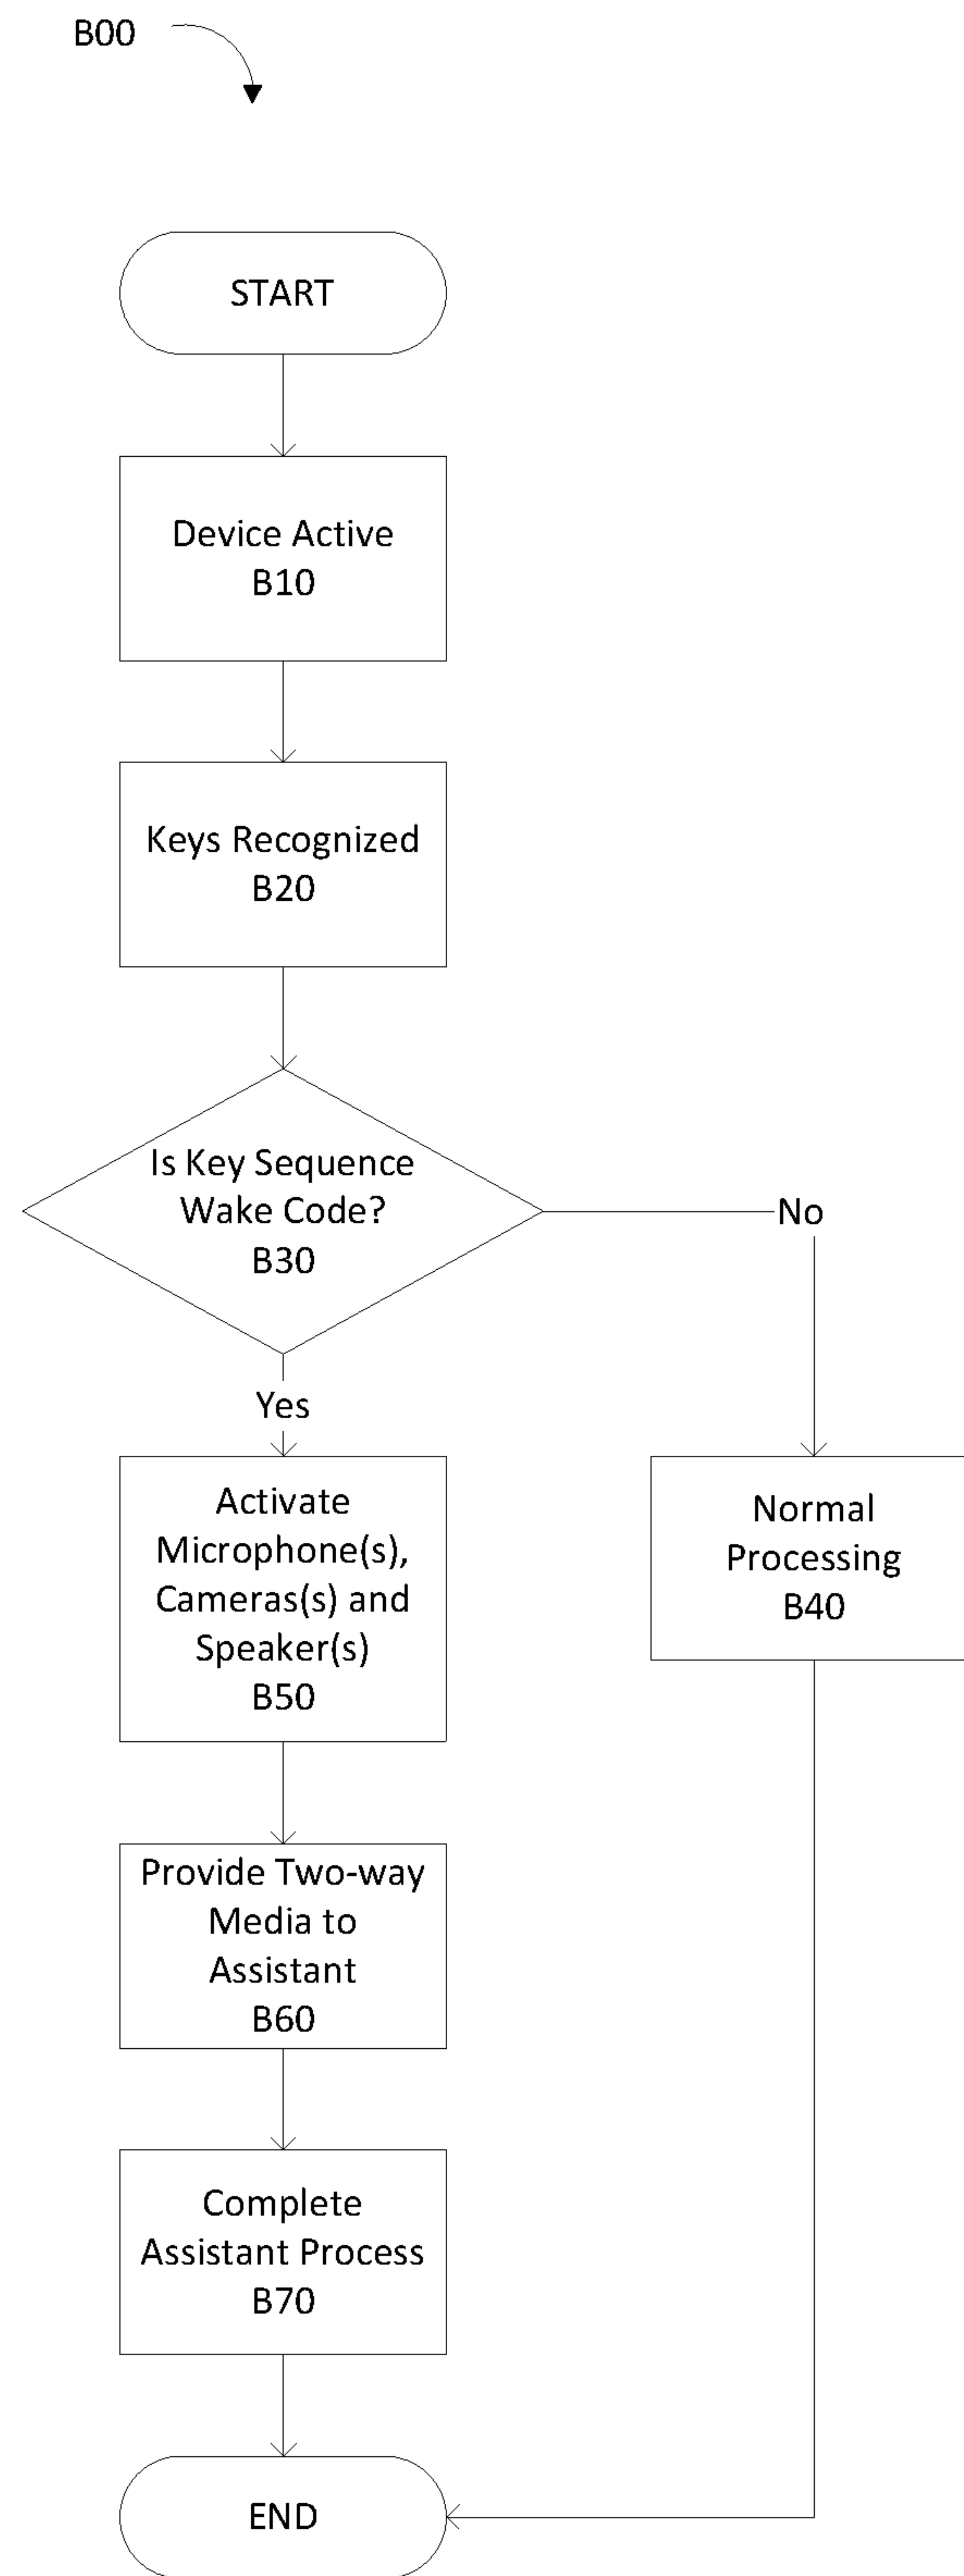 B00
START
Device Active
B10
Keys Recognized
B20
Is Key Sequence
Wake Code?
B30
No
Yes
Activate
Microphone(s),
Cameras(s) and
Speaker(s)
B50
Normal
Processing
B40
Provide Two-way
Media to
Assistant
B60
Complete
Assistant Process
B70
END